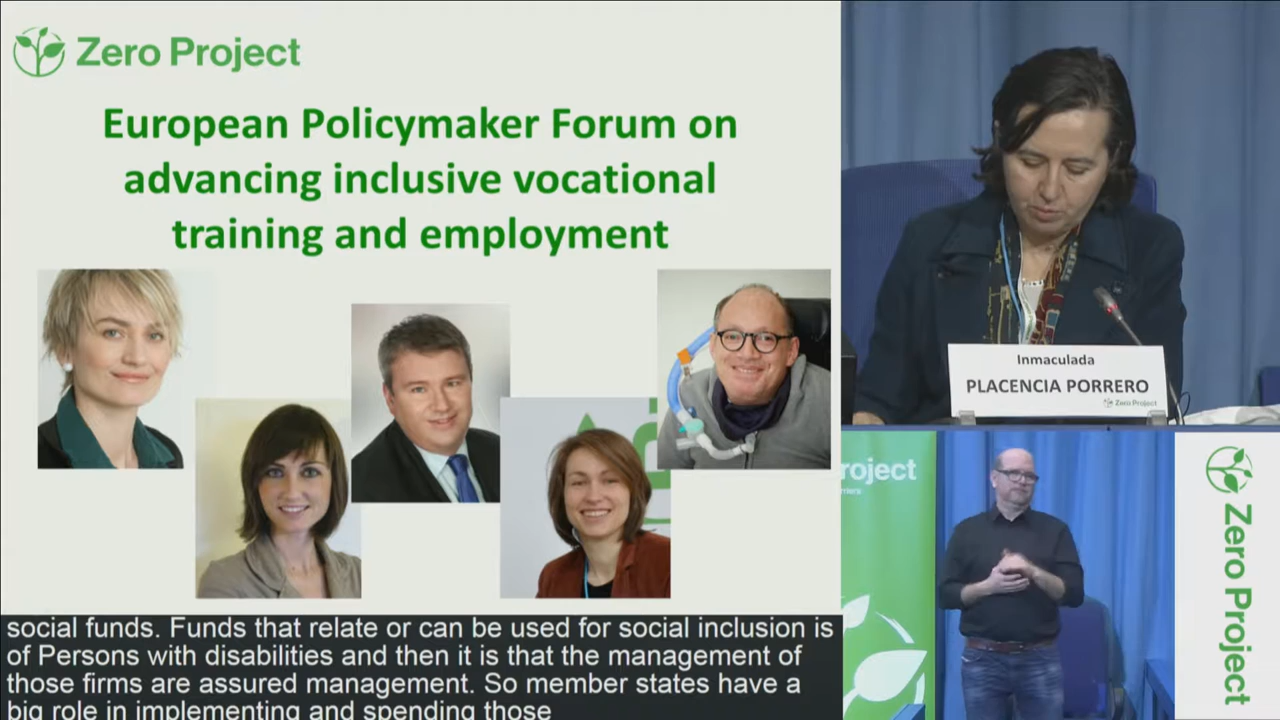 Zero Project
European Policymaker Forum on
advancing inclusive vocational
training and employment
Inmaculada
PLACENCIA PORRERO
Zero Project
roject
Zero Project
social funds. Funds that relate or can be used for social inclusion is
of Persons with disabilities and then it is that the management of
those firms are assured management. So member states have a
big role in implementing and spending those